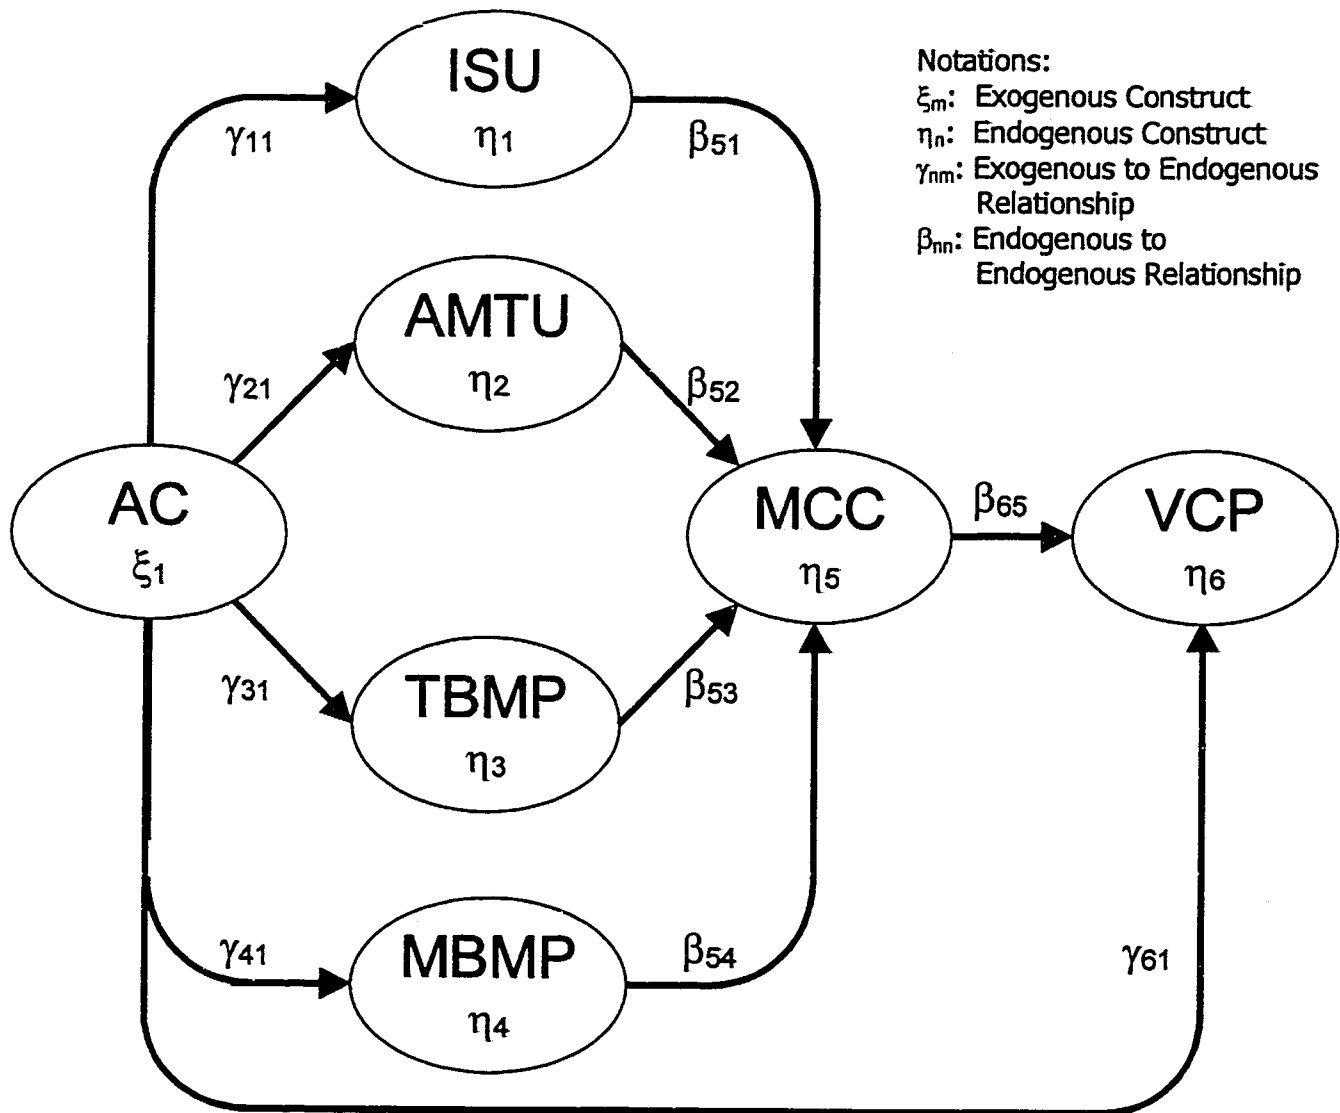 ISU
η1
γ11
β51
Notations:
ξm: Exogenous Construct
ηn: Endogenous Construct
γnm: Exogenous to Endogenous
Relationship
βnn: Endogenous to
Endogenous Relationship
AMTU
η2
γ21
β52
AC
ξ1
MCC
η5
β65
VCP
η6
γ31
TBMP
η3
β53
γ41
MBMP
η4
β54
γ61